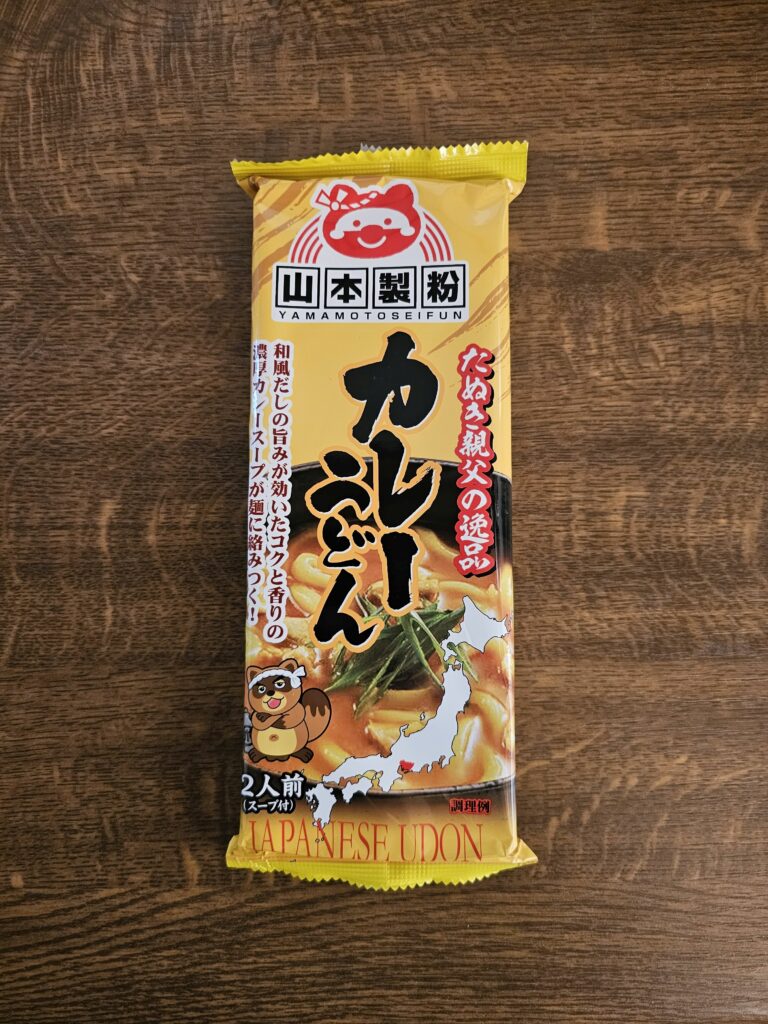 山本製粉
YAMAMOTOSEIFUN
たぬき親父の逸品
カレー
うどん
和風だしの旨みが効いたコクと香りの
濃厚カレースープが麺に絡みつく!
2人前
(スープ付)
調理例
JAPANESE UDON